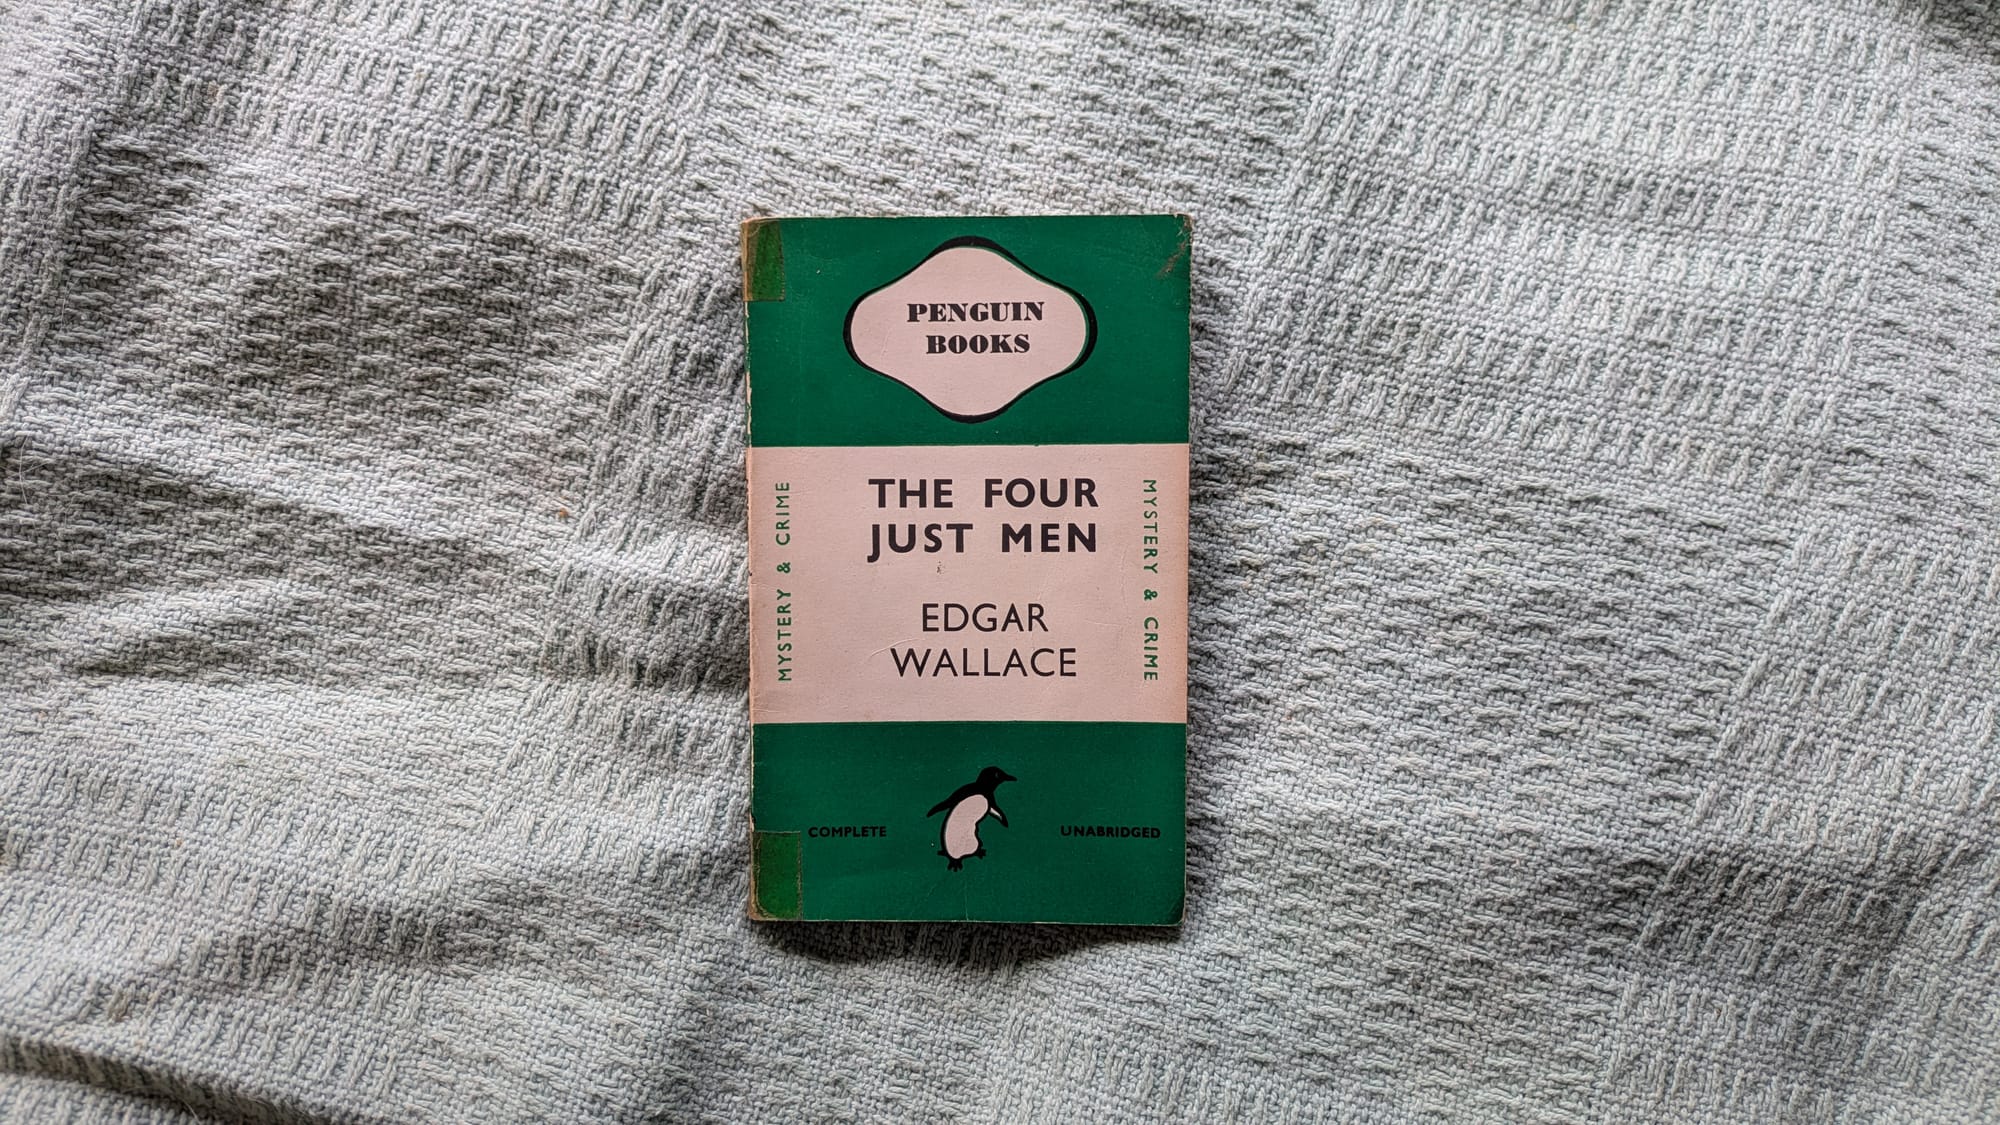 PENGUIN
BOOKS
MYSTERY & CRIME
THE FOUR
JUST MEN
EDGAR
WALLACE
MYSTERY & CRIME
COMPLETE
UNABRIDGED